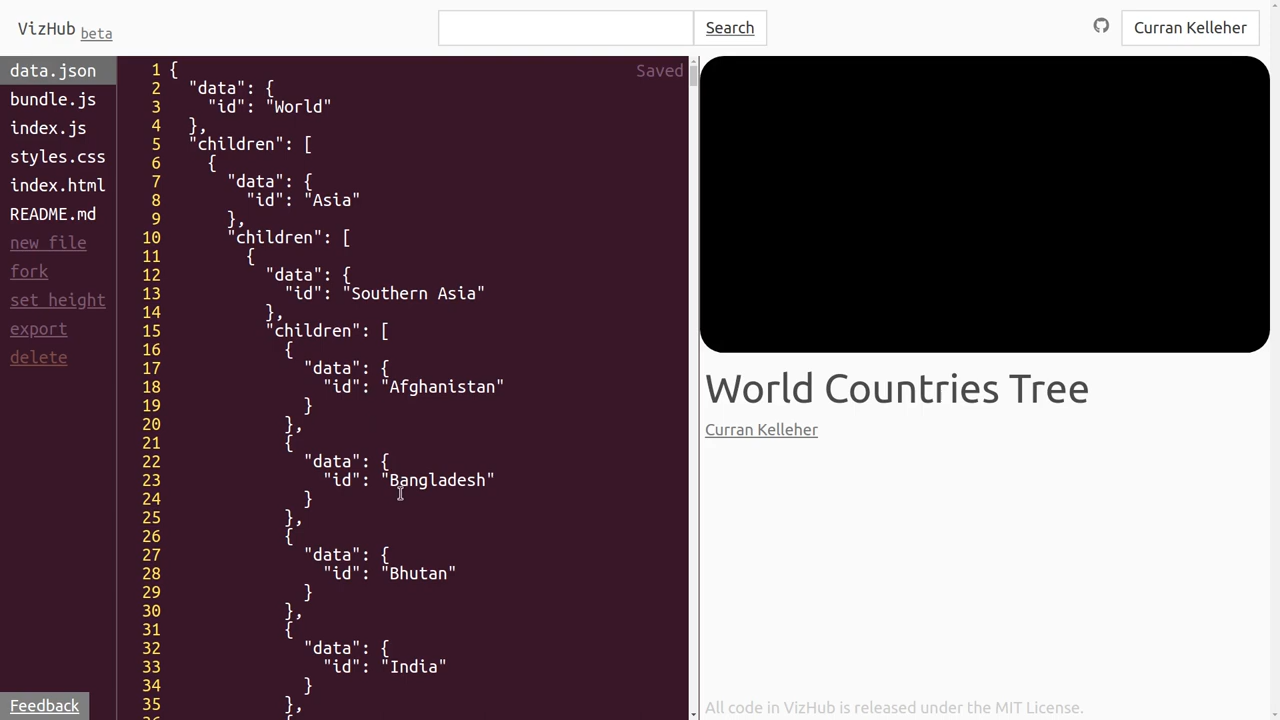 VizHub beta
Search
Curran Kelleher
data.json
bundle.js
index.js
styles.css
index.html
README.md
new file
fork
set height
export
delete
Feedback
Saved
1 {
2 "data": {
3 "id": "World"
4 },
5 "children": [
6 {
7 "data": {
8 "id": "Asia"
9 },
10 "children": [
11 {
12 "data": {
13 "id": "Southern Asia"
14 },
15 "children": [
16 {
17 "data": {
18 "id": "Afghanistan"
19 }
20 },
21 {
22 "data": {
23 "id": "Bangladesh"
24 }
25 },
26 {
27 "data": {
28 "id": "Bhutan"
29 }
30 },
31 {
32 "data": {
33 "id": "India"
34 }
35 },
World Countries Tree
Curran Kelleher
All code in VizHub is released under the MIT License.